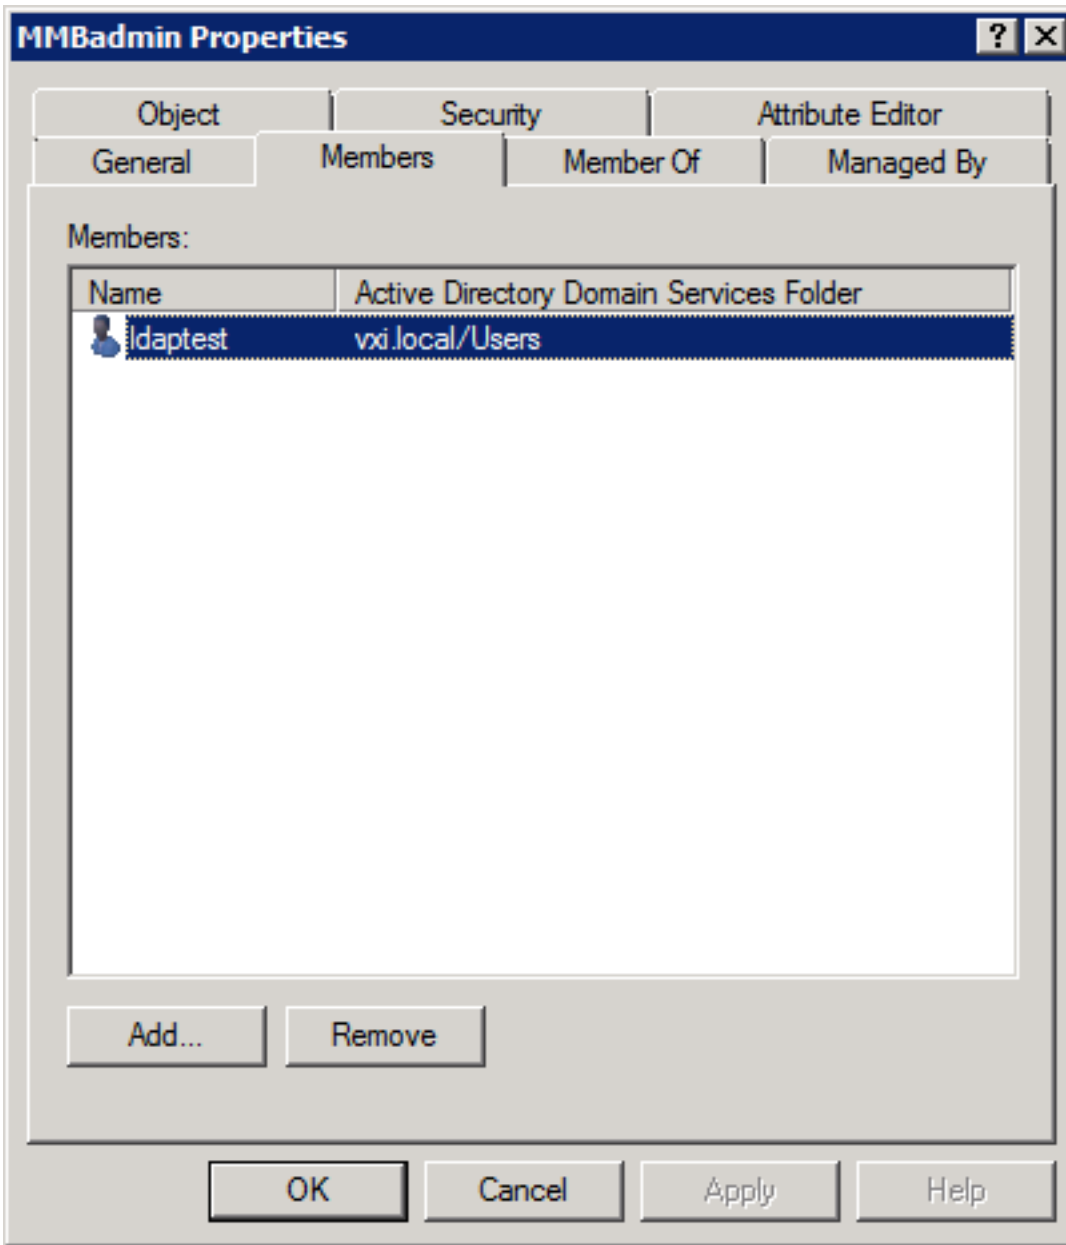 MMBadmin Properties
Object Security Attribute Editor
General Members Member Of Managed By
Members:
Name Active Directory Domain Services Folder
ldaptest vxi.local/Users
Add... Remove
OK Cancel Apply Help